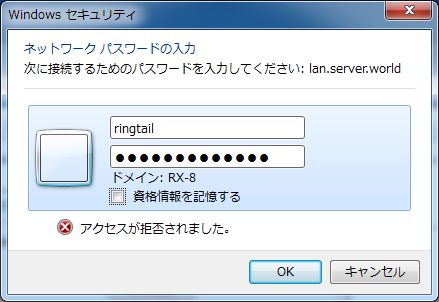 Windows セキュリティ
ネットワーク パスワードの入力
次に接続するためのパスワードを入力してください: lan.server.world
ringtail
●●●●●●●●●●●●●
ドメイン: RX-8
資格情報を記憶する
アクセスが拒否されました。
OK
キャンセル